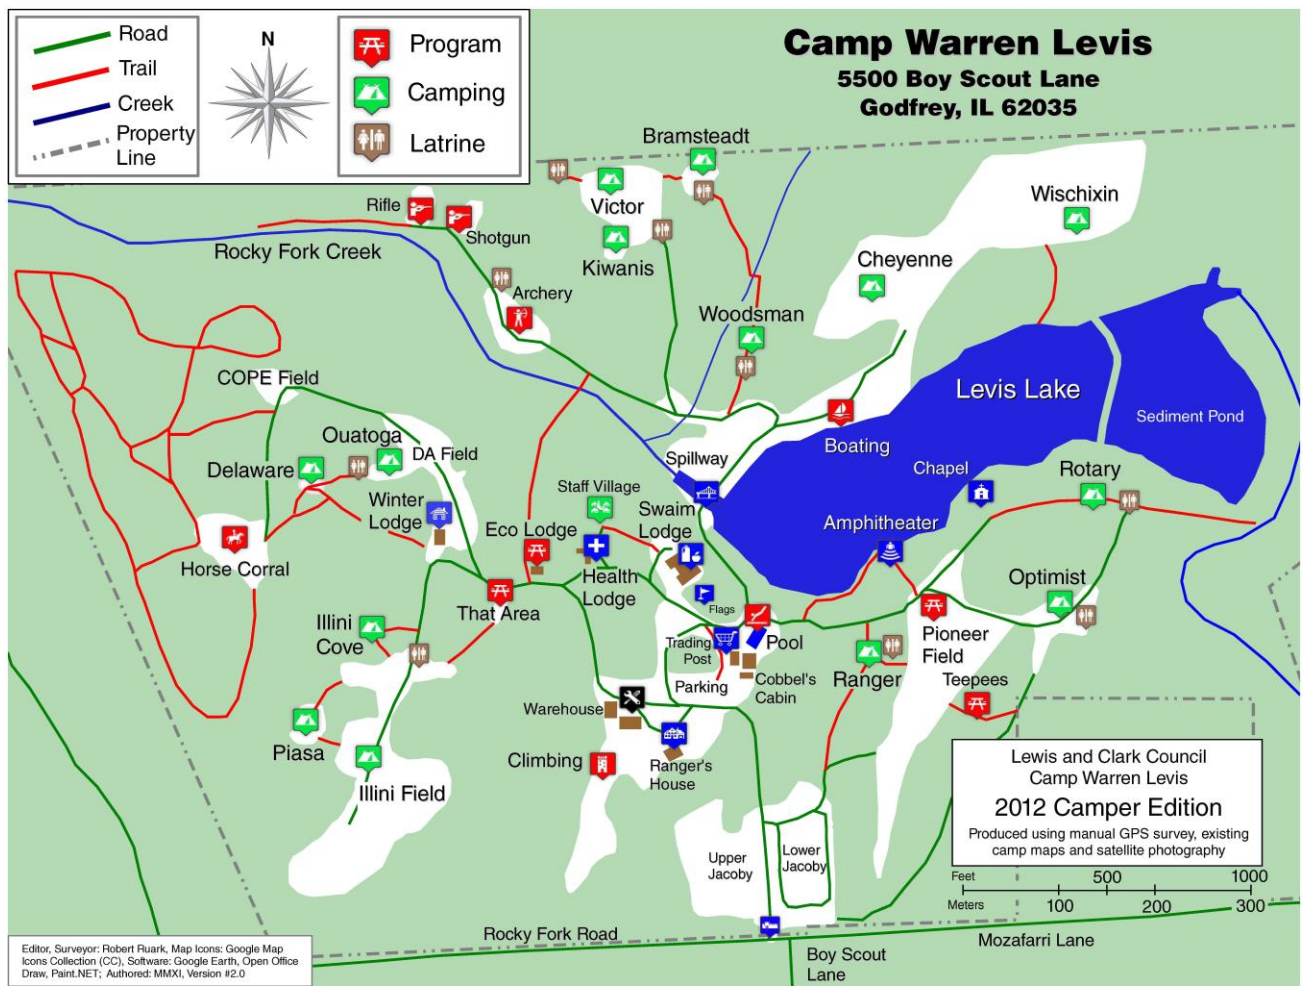 Road
Trail
Creek
Property
Line
N
Program
Camping
Latrine
Camp Warren Levis
5500 Boy Scout Lane
Godfrey, IL 62035
Bramsteadt
Wischixin
Rifle
Victor
Shotgun
Rocky Fork Creek
Kiwanis
Cheyenne
Archery
Woodsman
COPE Field
Levis Lake
Sediment Pond
Ouatoga
DA Field
Boating
Delaware
Spillway
Chapel
Rotary
Winter
Lodge
Staff Village
Swaim
Lodge
Eco Lodge
Amphitheater
Horse Corral
Health
Lodge
Optimist
That Area
Flags
Illini
Cove
Trading
Post
Pool
Pioneer
Field
Ranger
Teepees
Parking
Cobbel's
Cabin
Warehouse
Piasa
Climbing
Ranger's
House
Illini Field
Lewis and Clark Council
Camp Warren Levis
2012 Camper Edition
Produced using manual GPS survey, existing
camp maps and satellite photography
Upper
Jacoby
Lower
Jacoby
Feet 500 1000
Meters 100 200 300
Rocky Fork Road
Mozafarri Lane
Boy Scout
Lane
Editor, Surveyor: Robert Ruark, Map Icons: Google Map
Icons Collection (CC), Software: Google Earth, Open Office
Draw, Paint.NET; Authored: MMXI, Version #2.0